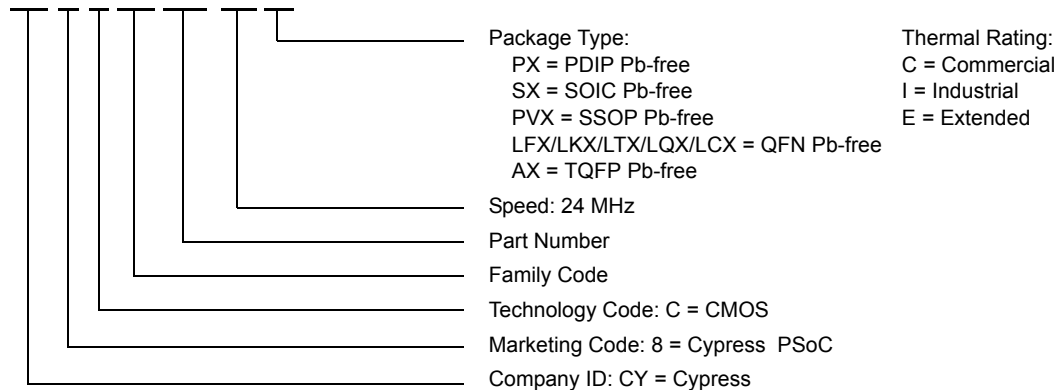 Package Type:
PX = PDIP Pb-free
SX = SOIC Pb-free
PVX = SSOP Pb-free
LFX/LKX/LTX/LQX/LCX = QFN Pb-free
AX = TQFP Pb-free
Thermal Rating:
C = Commercial
I = Industrial
E = Extended
Speed: 24 MHz
Part Number
Family Code
Technology Code: C = CMOS
Marketing Code: 8 = Cypress PSoC
Company ID: CY = Cypress